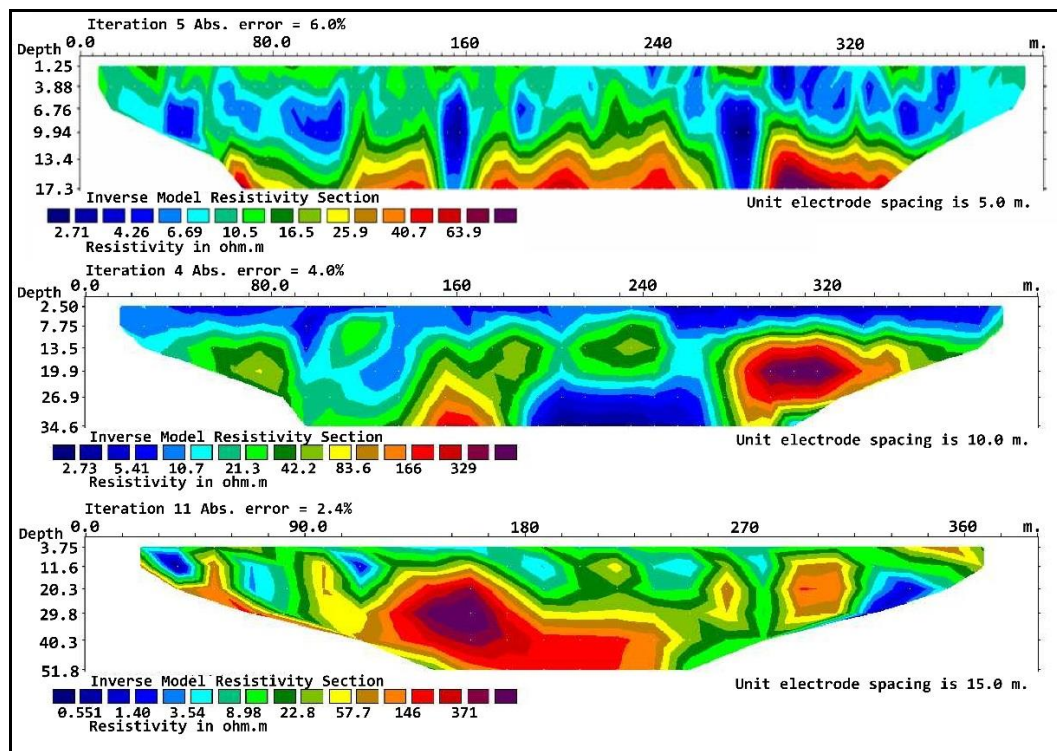 Iteration 5 Abs. error = 6.0%
Depth 0.0 80.0 160 240 320 m.
1.25
3.88
6.76
9.94
13.4
17.3
Inverse Model Resistivity Section
2.71 4.26 6.69 10.5 16.5 25.9 40.7 63.9
Resistivity in ohm.m
Unit electrode spacing is 5.0 m.
Iteration 4 Abs. error = 4.0%
Depth 0.0 80.0 160 240 320 m.
2.50
7.75
13.5
19.9
26.9
34.6
Inverse Model Resistivity Section
2.73 5.41 10.7 21.3 42.2 83.6 166 329
Resistivity in ohm.m
Unit electrode spacing is 10.0 m.
Iteration 11 Abs. error = 2.4%
Depth 0.0 90.0 180 270 360 m.
3.75
11.6
20.3
29.8
40.3
51.8
Inverse Model Resistivity Section
0.551 1.40 3.54 8.98 22.8 57.7 146 371
Resistivity in ohm.m
Unit electrode spacing is 15.0 m.